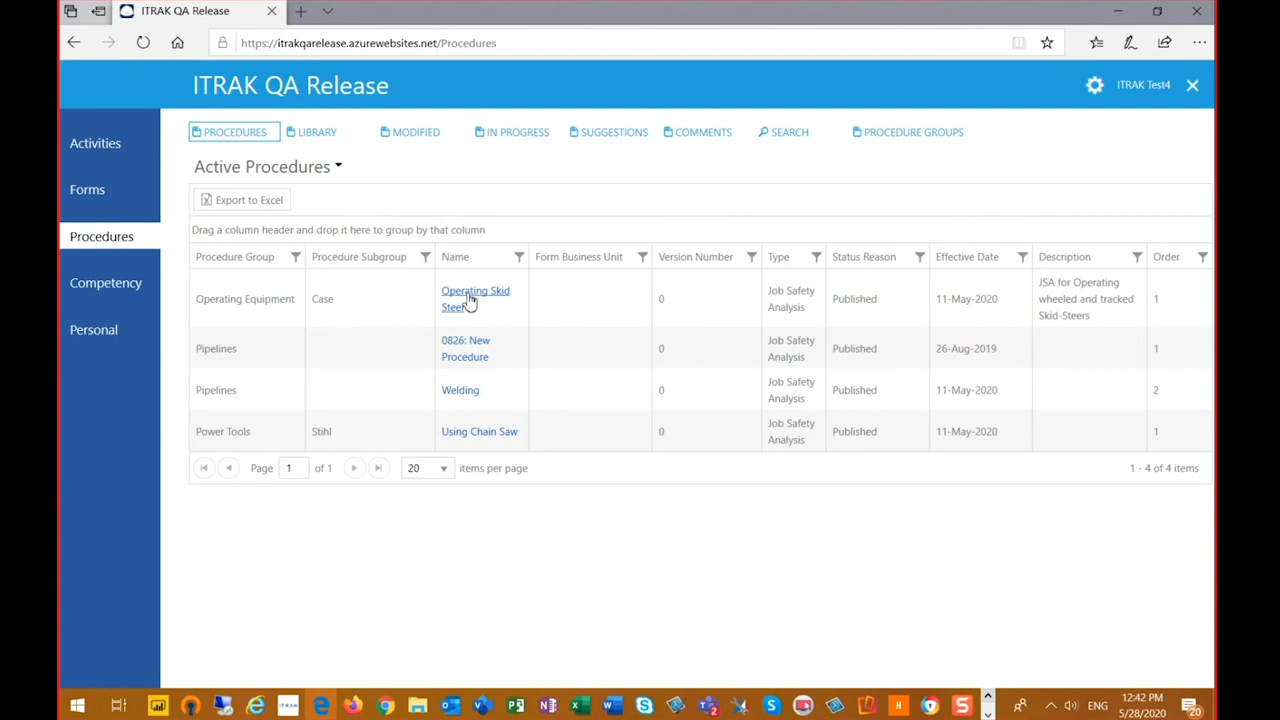 ITRAK QA Release
https://itrakqarelease.azurewebsites.net/Procedures
ITRAK QA Release
ITRAK Test4
Activities
Forms
Procedures
Competency
Personal
PROCEDURES LIBRARY MODIFIED IN PROGRESS SUGGESTIONS COMMENTS SEARCH PROCEDURE GROUPS
Active Procedures
Export to Excel
Drag a column header and drop it here to group by that column
Procedure Group Procedure Subgroup Name Form Business Unit Version Number Type Status Reason Effective Date Description Order
Operating Equipment Case Operating Skid Steer 0 Job Safety Analysis Published 11-May-2020 JSA for Operating wheeled and tracked Skid-Steers 1
Pipelines 0826: New Procedure 0 Job Safety Analysis Published 26-Aug-2019 1
Pipelines Welding 0 Job Safety Analysis Published 11-May-2020 2
Power Tools Stihl Using Chain Saw 0 Job Safety Analysis Published 11-May-2020 1
Page 1 of 1 20 items per page 1 - 4 of 4 items
ENG
12:42 PM
5/28/2020
20